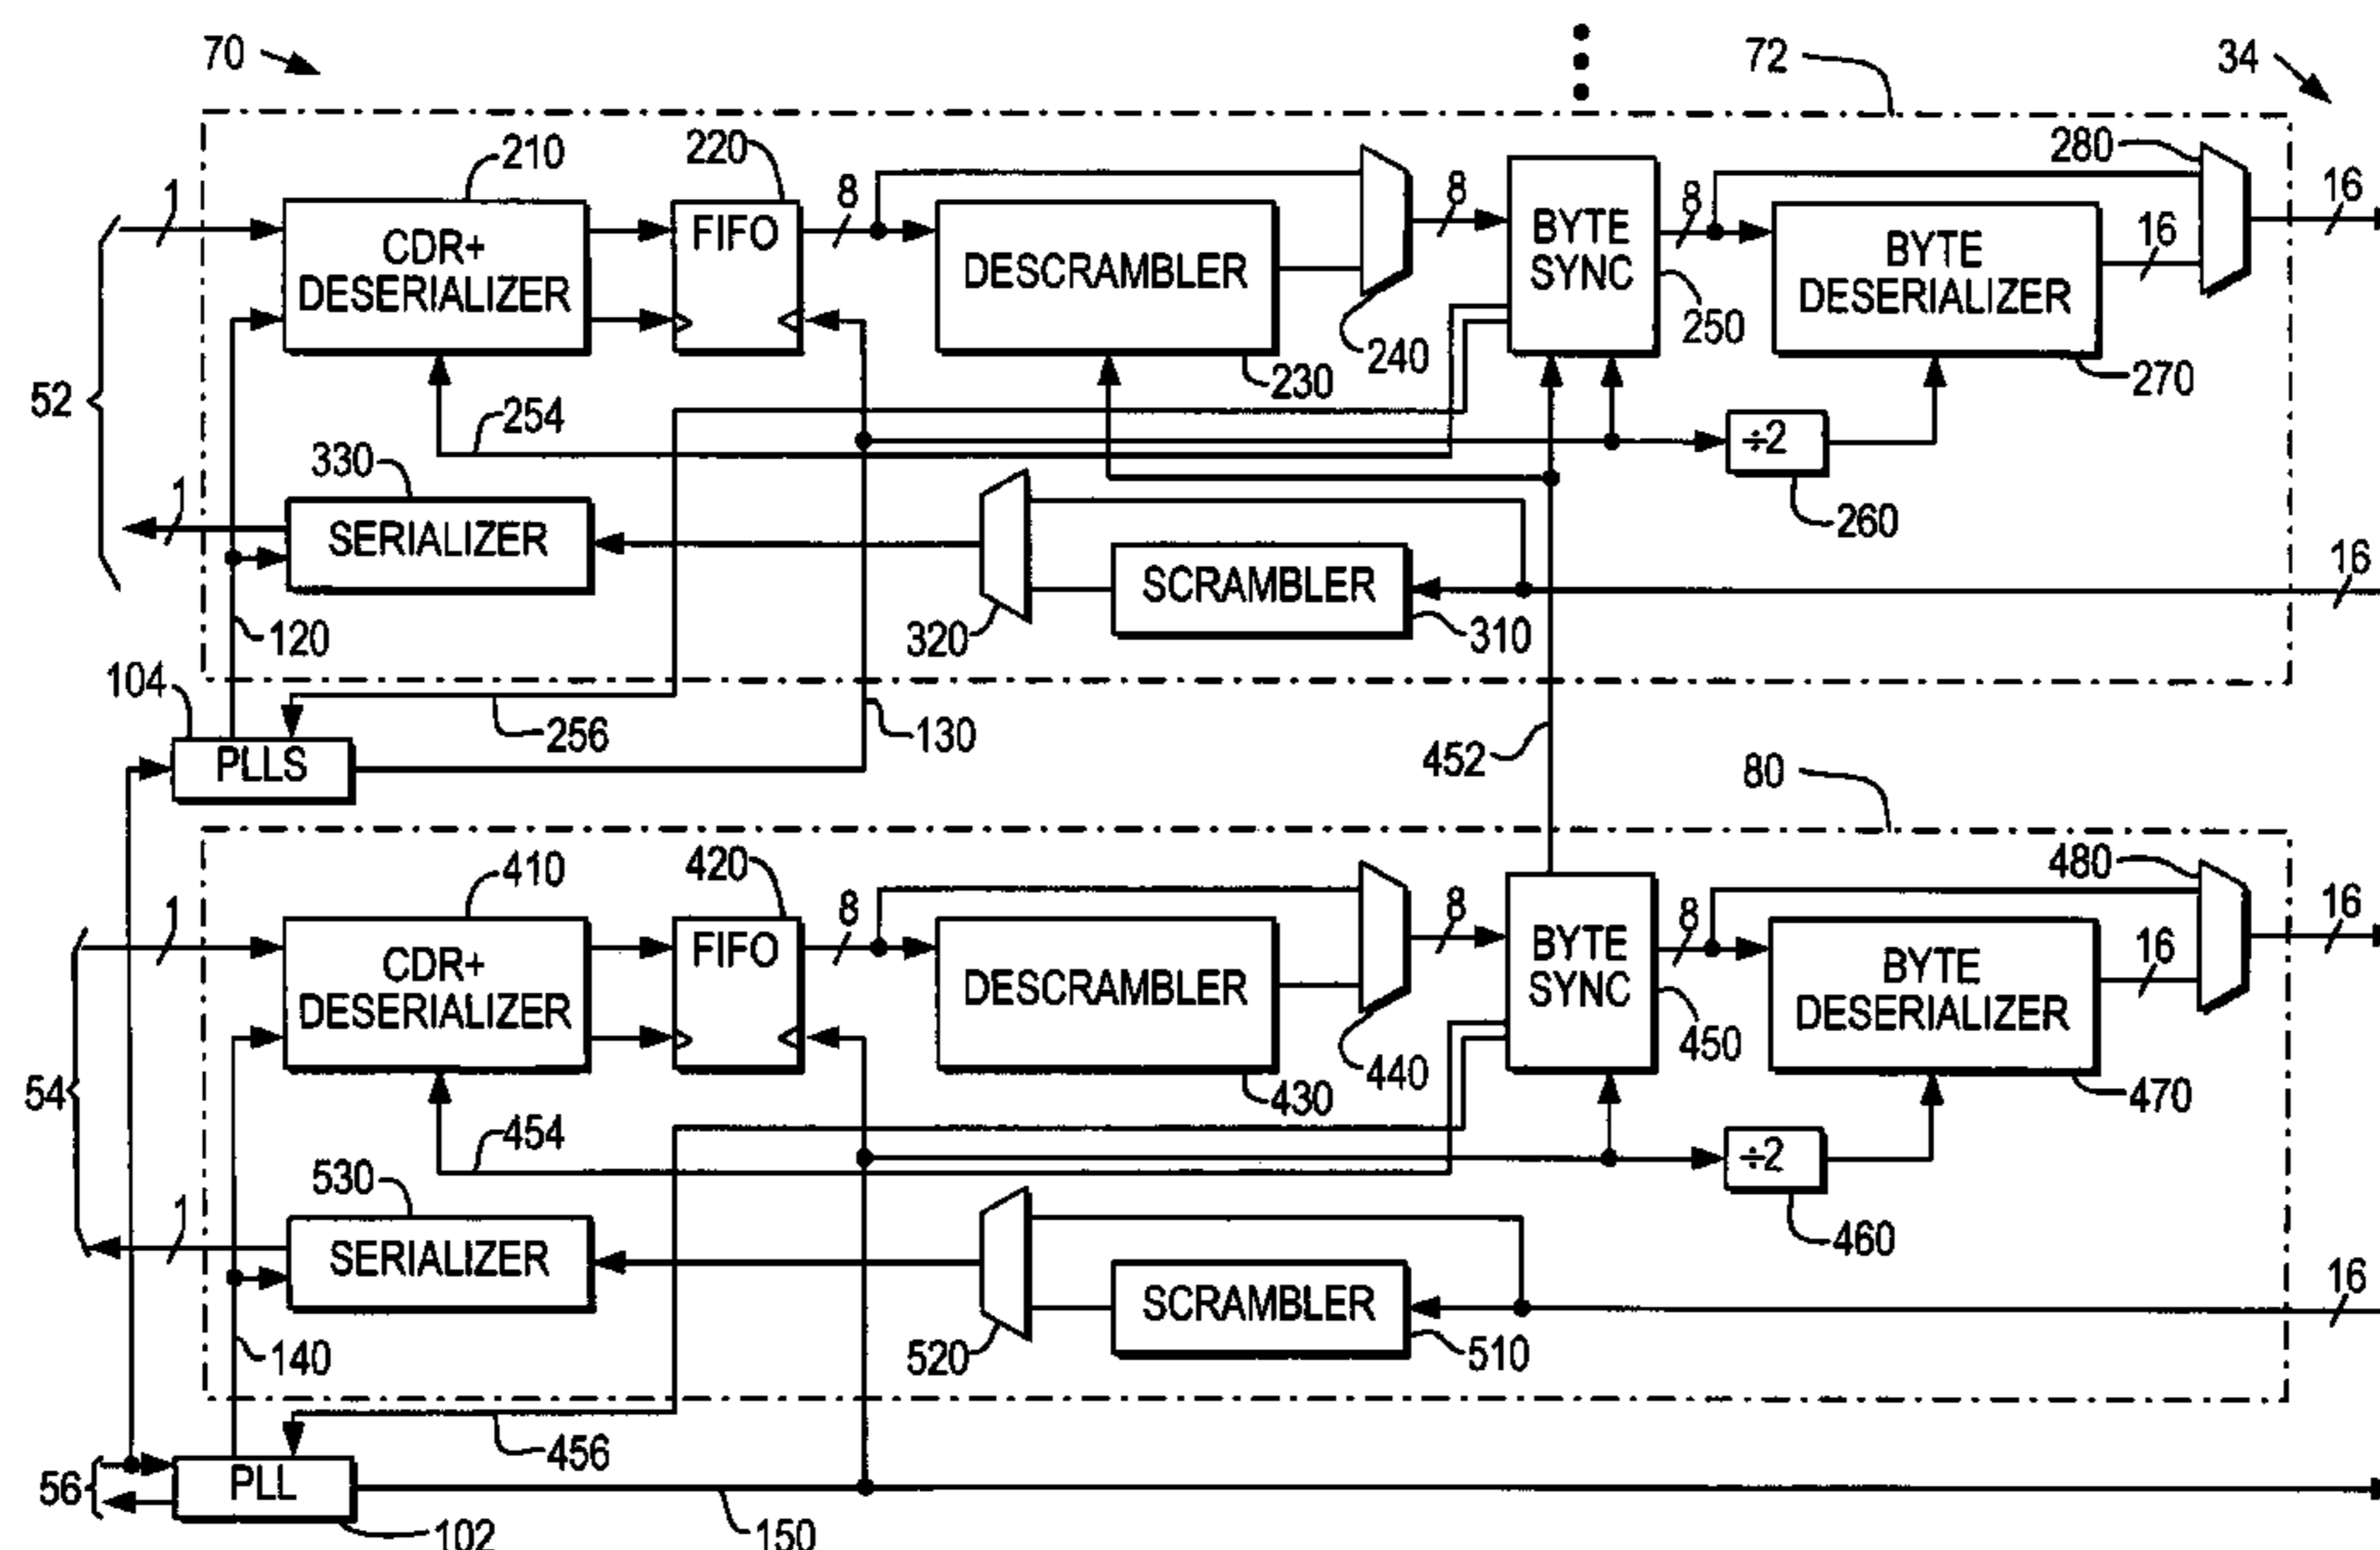 70
72
34
1
210
220
8
8
8
280
16
CDR+
DESERIALIZER
FIFO
DESCRAMBLER
BYTE
SYNC
BYTE
DESERIALIZER
16
250
240
230
270
52
254
÷2
330
260
1
SERIALIZER
SCRAMBLER
16
320
310
120
104
256
130
452
PLLS
80
410
420
8
8
8
480
16
1
CDR+
DESERIALIZER
FIFO
DESCRAMBLER
BYTE
SYNC
BYTE
DESERIALIZER
16
450
440
430
470
54
454
÷2
530
460
1
SERIALIZER
SCRAMBLER
16
520
510
140
456
56
PLL
102
150